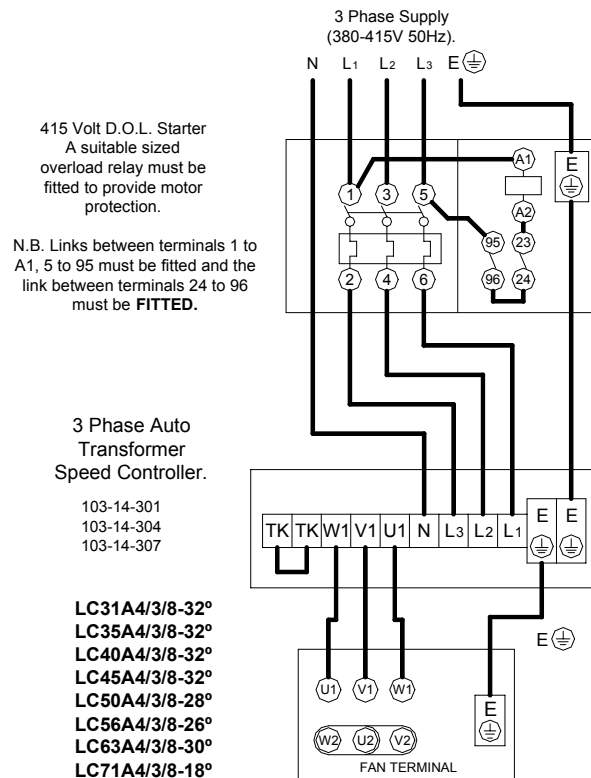 3 Phase Supply
(380-415V 50Hz).
N L1 L2 L3 E
415 Volt D.O.L. Starter
A suitable sized
overload relay must be
fitted to provide motor
protection.
N.B. Links between terminals 1 to
A1, 5 to 95 must be fitted and the
link between terminals 24 to 96
must be FITTED.
A1
E
1 3 5
A2
95 23
2 4 6 96 24
3 Phase Auto
Transformer
Speed Controller.
103-14-301
103-14-304
103-14-307
TK TK W1 V1 U1 N L3 L2 L1 E E
LC31A4/3/8-32º
LC35A4/3/8-32º
LC40A4/3/8-32º
LC45A4/3/8-32º
LC50A4/3/8-28º
LC56A4/3/8-26º
LC63A4/3/8-30º
LC71A4/3/8-18º
E
U1 V1 W1
E
W2 U2 V2
FAN TERMINAL